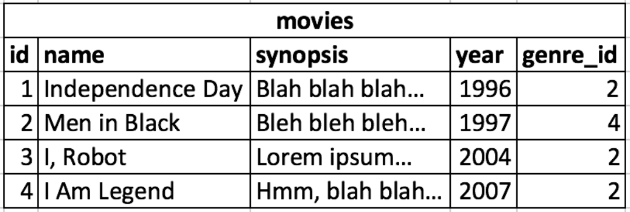 movies
id name synopsis year genre_id
1 Independence Day Blah blah blah... 1996 2
2 Men in Black Bleh bleh bleh... 1997 4
3 I, Robot Lorem ipsum... 2004 2
4 I Am Legend Hmm, blah blah... 2007 2